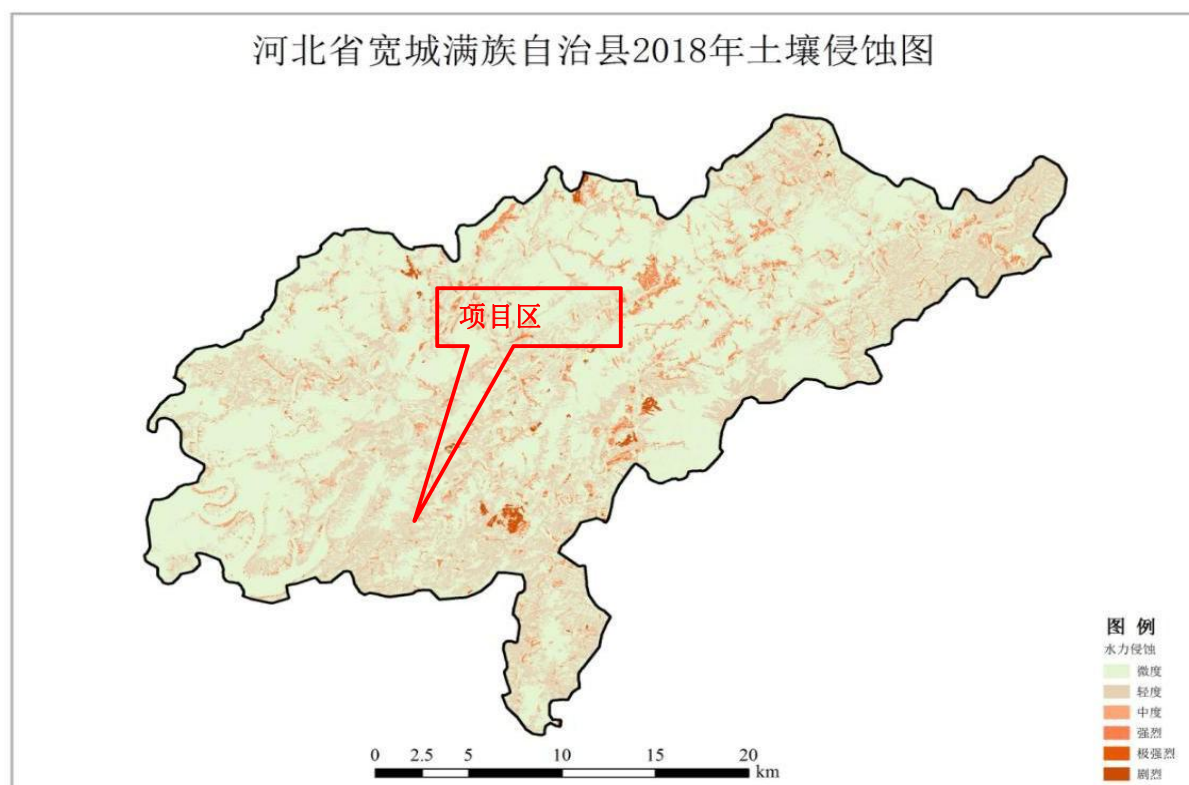 河北省宽城满族自治县2018年土壤侵蚀图
项目区
图 例
水力侵蚀
微度
轻度
中度
强烈
极强烈
剧烈
0 2.5 5 10 15 20
km